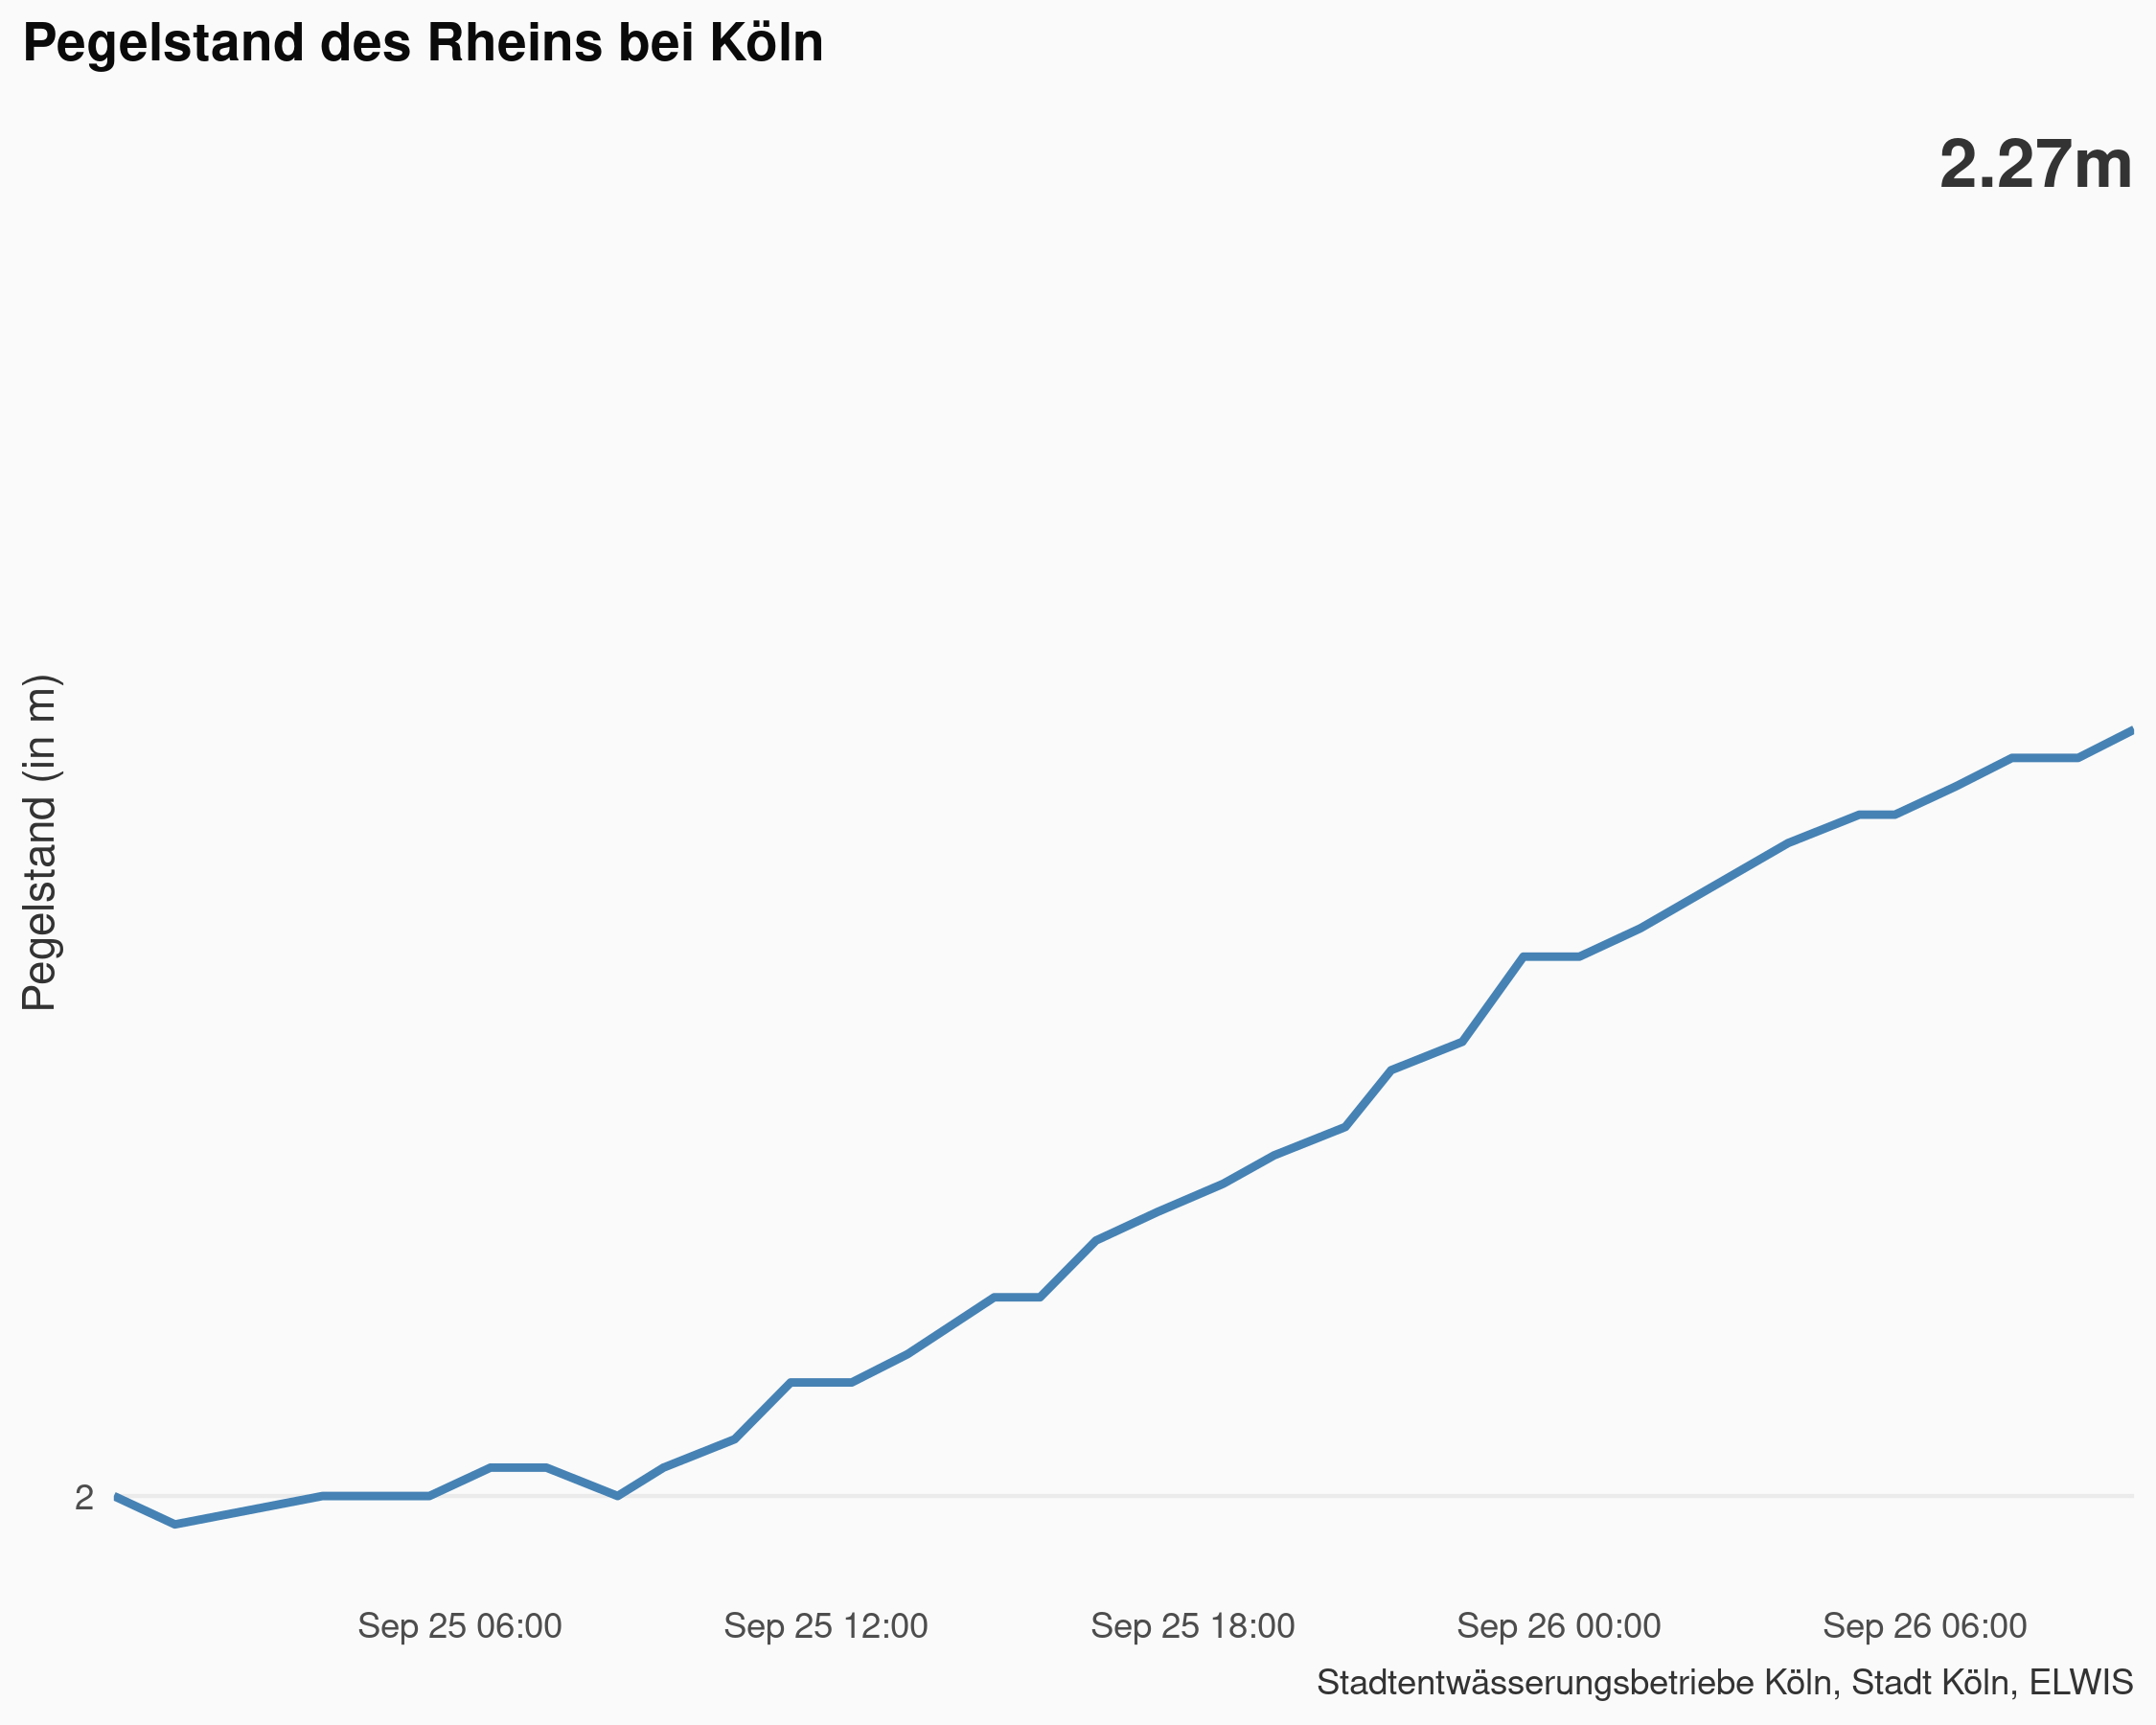 Pegelstand des Rheins bei Köln
2.27m
Pegelstand (in m)
2
Sep 25 06:00 Sep 25 12:00 Sep 25 18:00 Sep 26 00:00 Sep 26 06:00
Stadtentwässerungsbetriebe Köln, Stadt Köln, ELWIS